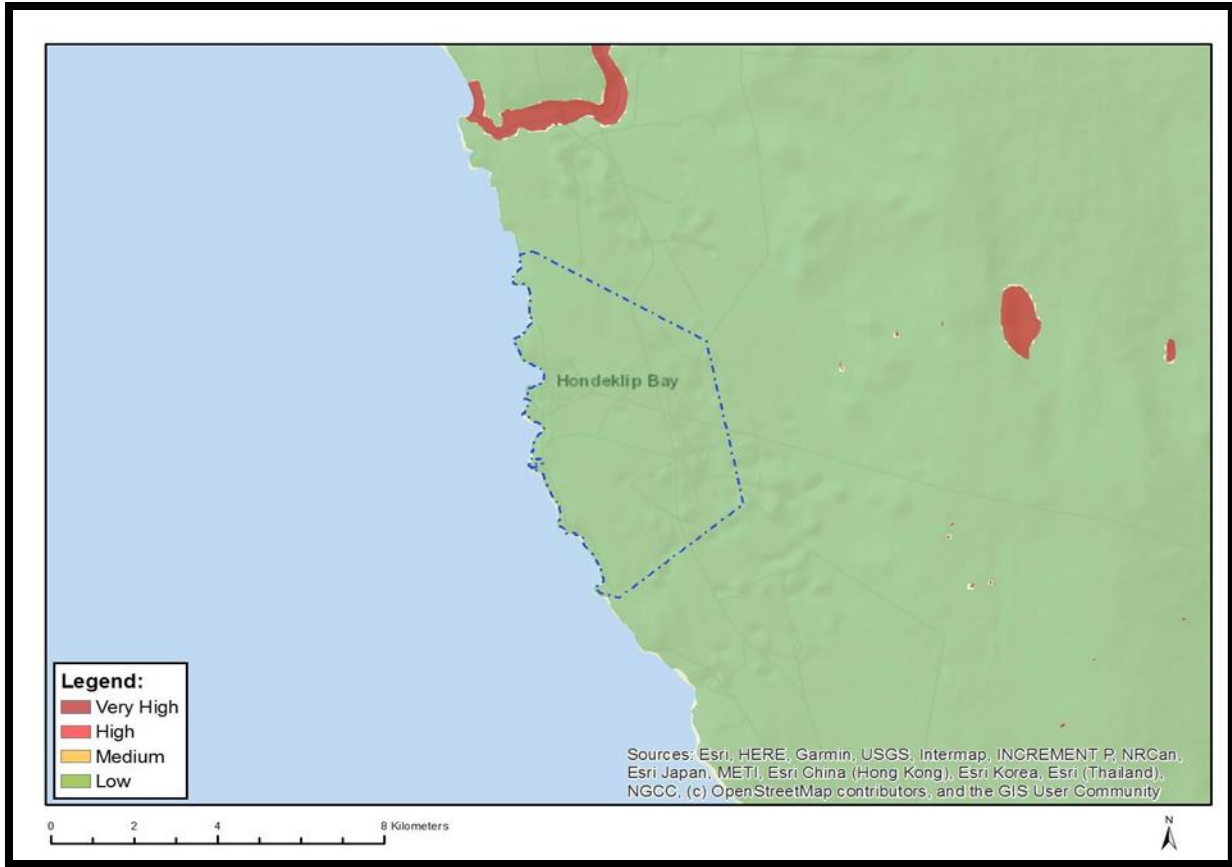 Hondeklip Bay
Legend:
Very High
High
Medium
Low
Sources: Esri, HERE, Garmin, USGS, Intermap, INCREMENT P, NRCan,
Esri Japan, METI, Esri China (Hong Kong), Esri Korea, Esri (Thailand),
NGCC, (c) OpenStreetMap contributors, and the GIS User Community
0 2 4 8 Kilometers
N